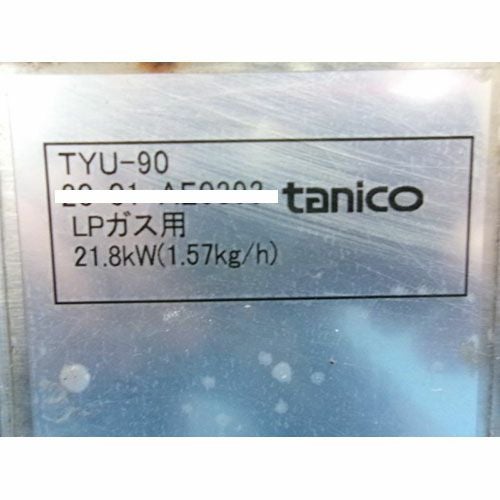 TYU-90
tanico
LPガス用
21.8kW(1.57kg/h)